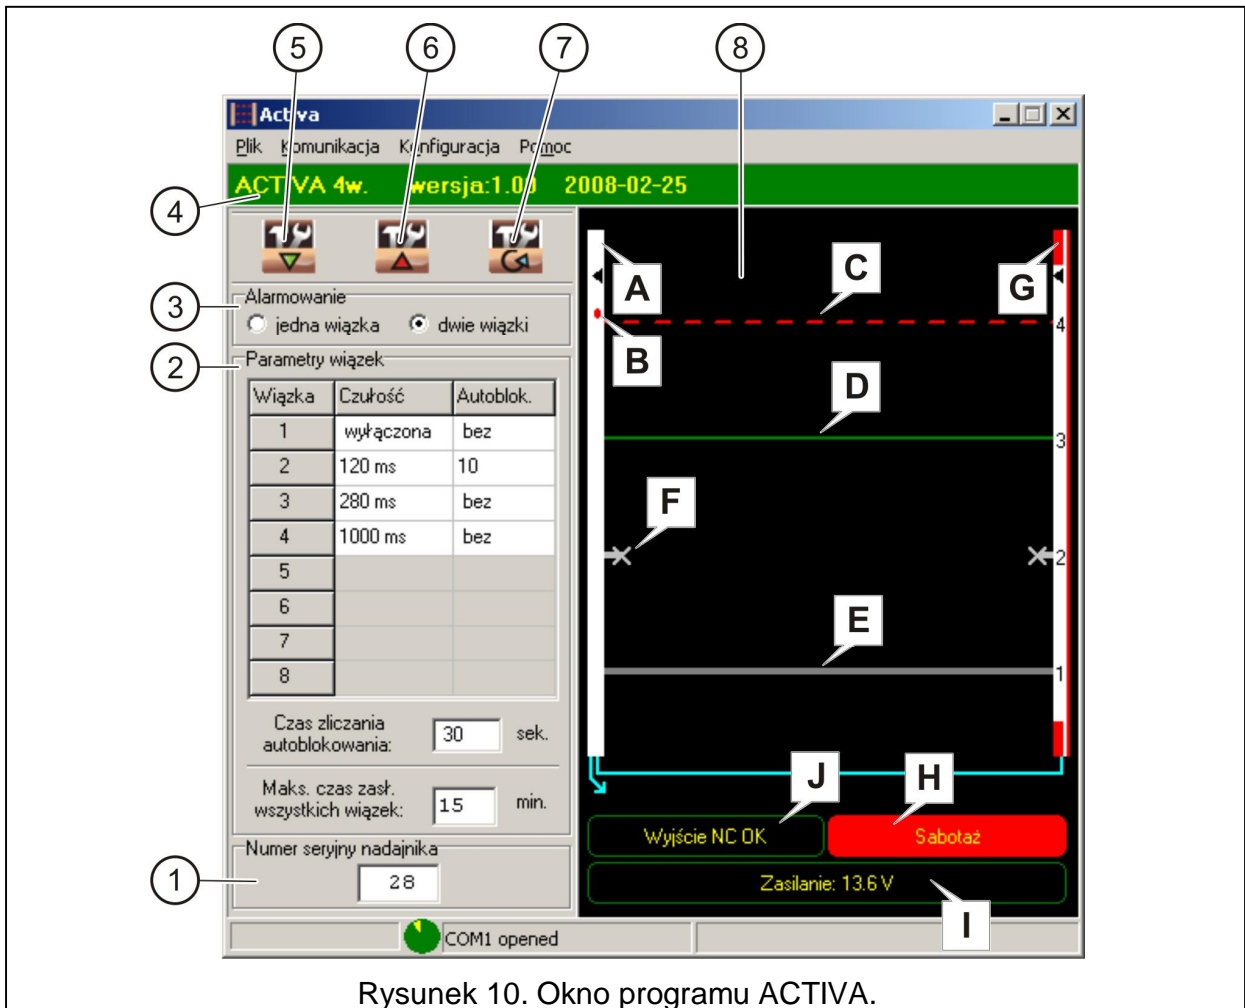 5 6 7 8
Activa
Plik Komunikacja Konfiguracja Pomoc
4
ACTIVA 4w. wersja:1.00 2008-02-25
3
Alarmowanie
jedna wiązka dwie wiązki
2
Parametry wiązek
Wiązka Czułość Autoblok.
1 wyłączona bez
2 120 ms 10
3 280 ms bez
4 1000 ms bez
5
6
7
8
Czas zliczania
autoblokowania: 30 sek.
Maks. czas zasł.
wszystkich wiązek: 15 min.
1
Numer seryjny nadajnika
28
COM1 opened
A
B
C
G
4
D
3
F
2
E
1
J
H
Wyjście NC OK
Sabotaż
Zasilanie: 13.6 V
I
Rysunek 10. Okno programu ACTIVA.